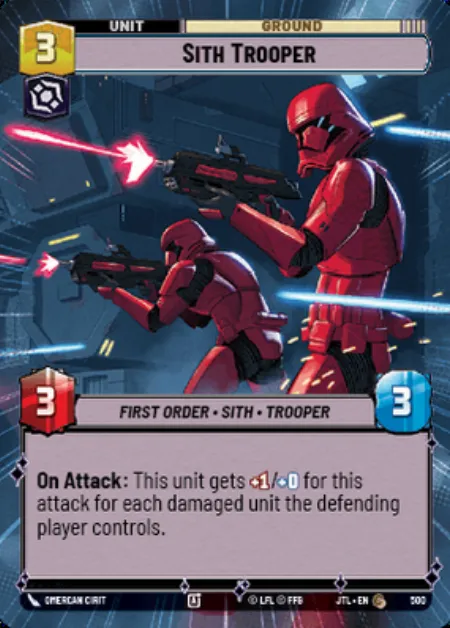 UNIT GROUND
3 SITH TROOPER
3 FIRST ORDER • SITH • TROOPER 3
On Attack: This unit gets +1/+0 for this
attack for each damaged unit the defending
player controls.
OMERCAN CIRIT © LFL © FFG JTL • EN 500